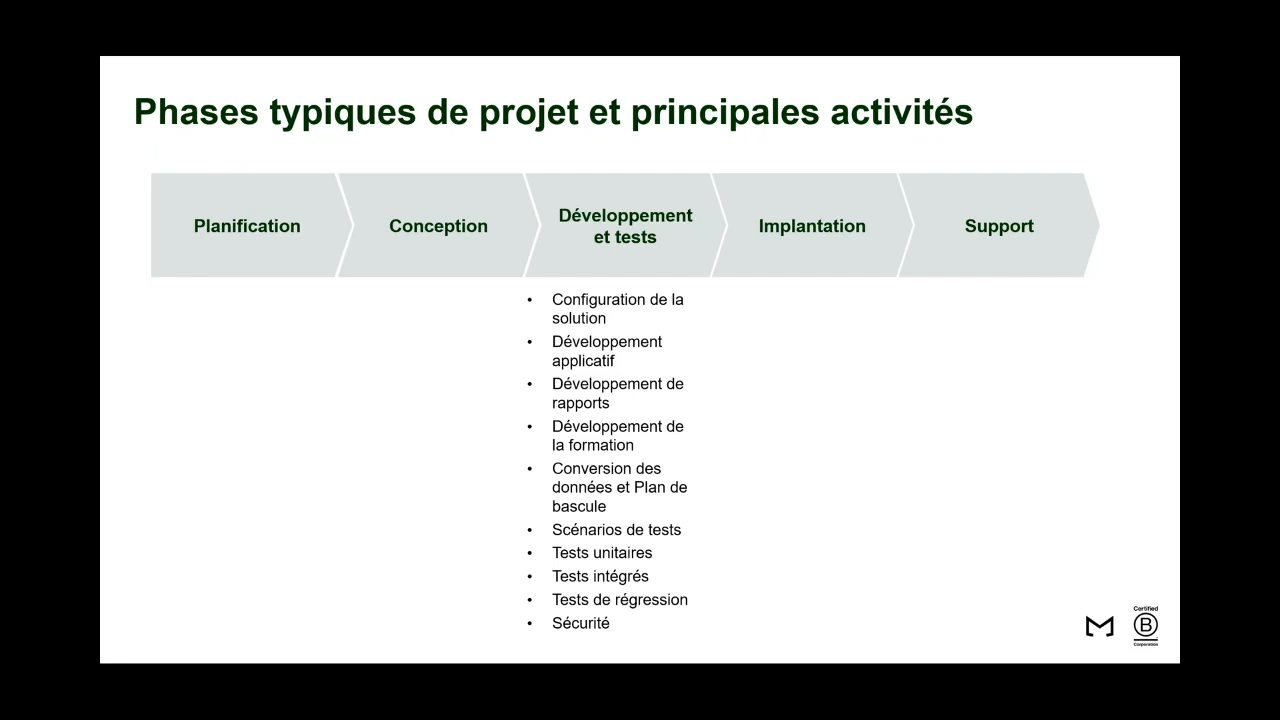 Phases typiques de projet et principales activités
Planification
Conception
Développement
et tests
Implantation
Support
• Configuration de la
solution
• Développement
applicatif
• Développement de
rapports
• Développement de
la formation
• Conversion des
données et Plan de
bascule
• Scénarios de tests
• Tests unitaires
• Tests intégrés
• Tests de régression
• Sécurité
Certified
B
Corporation